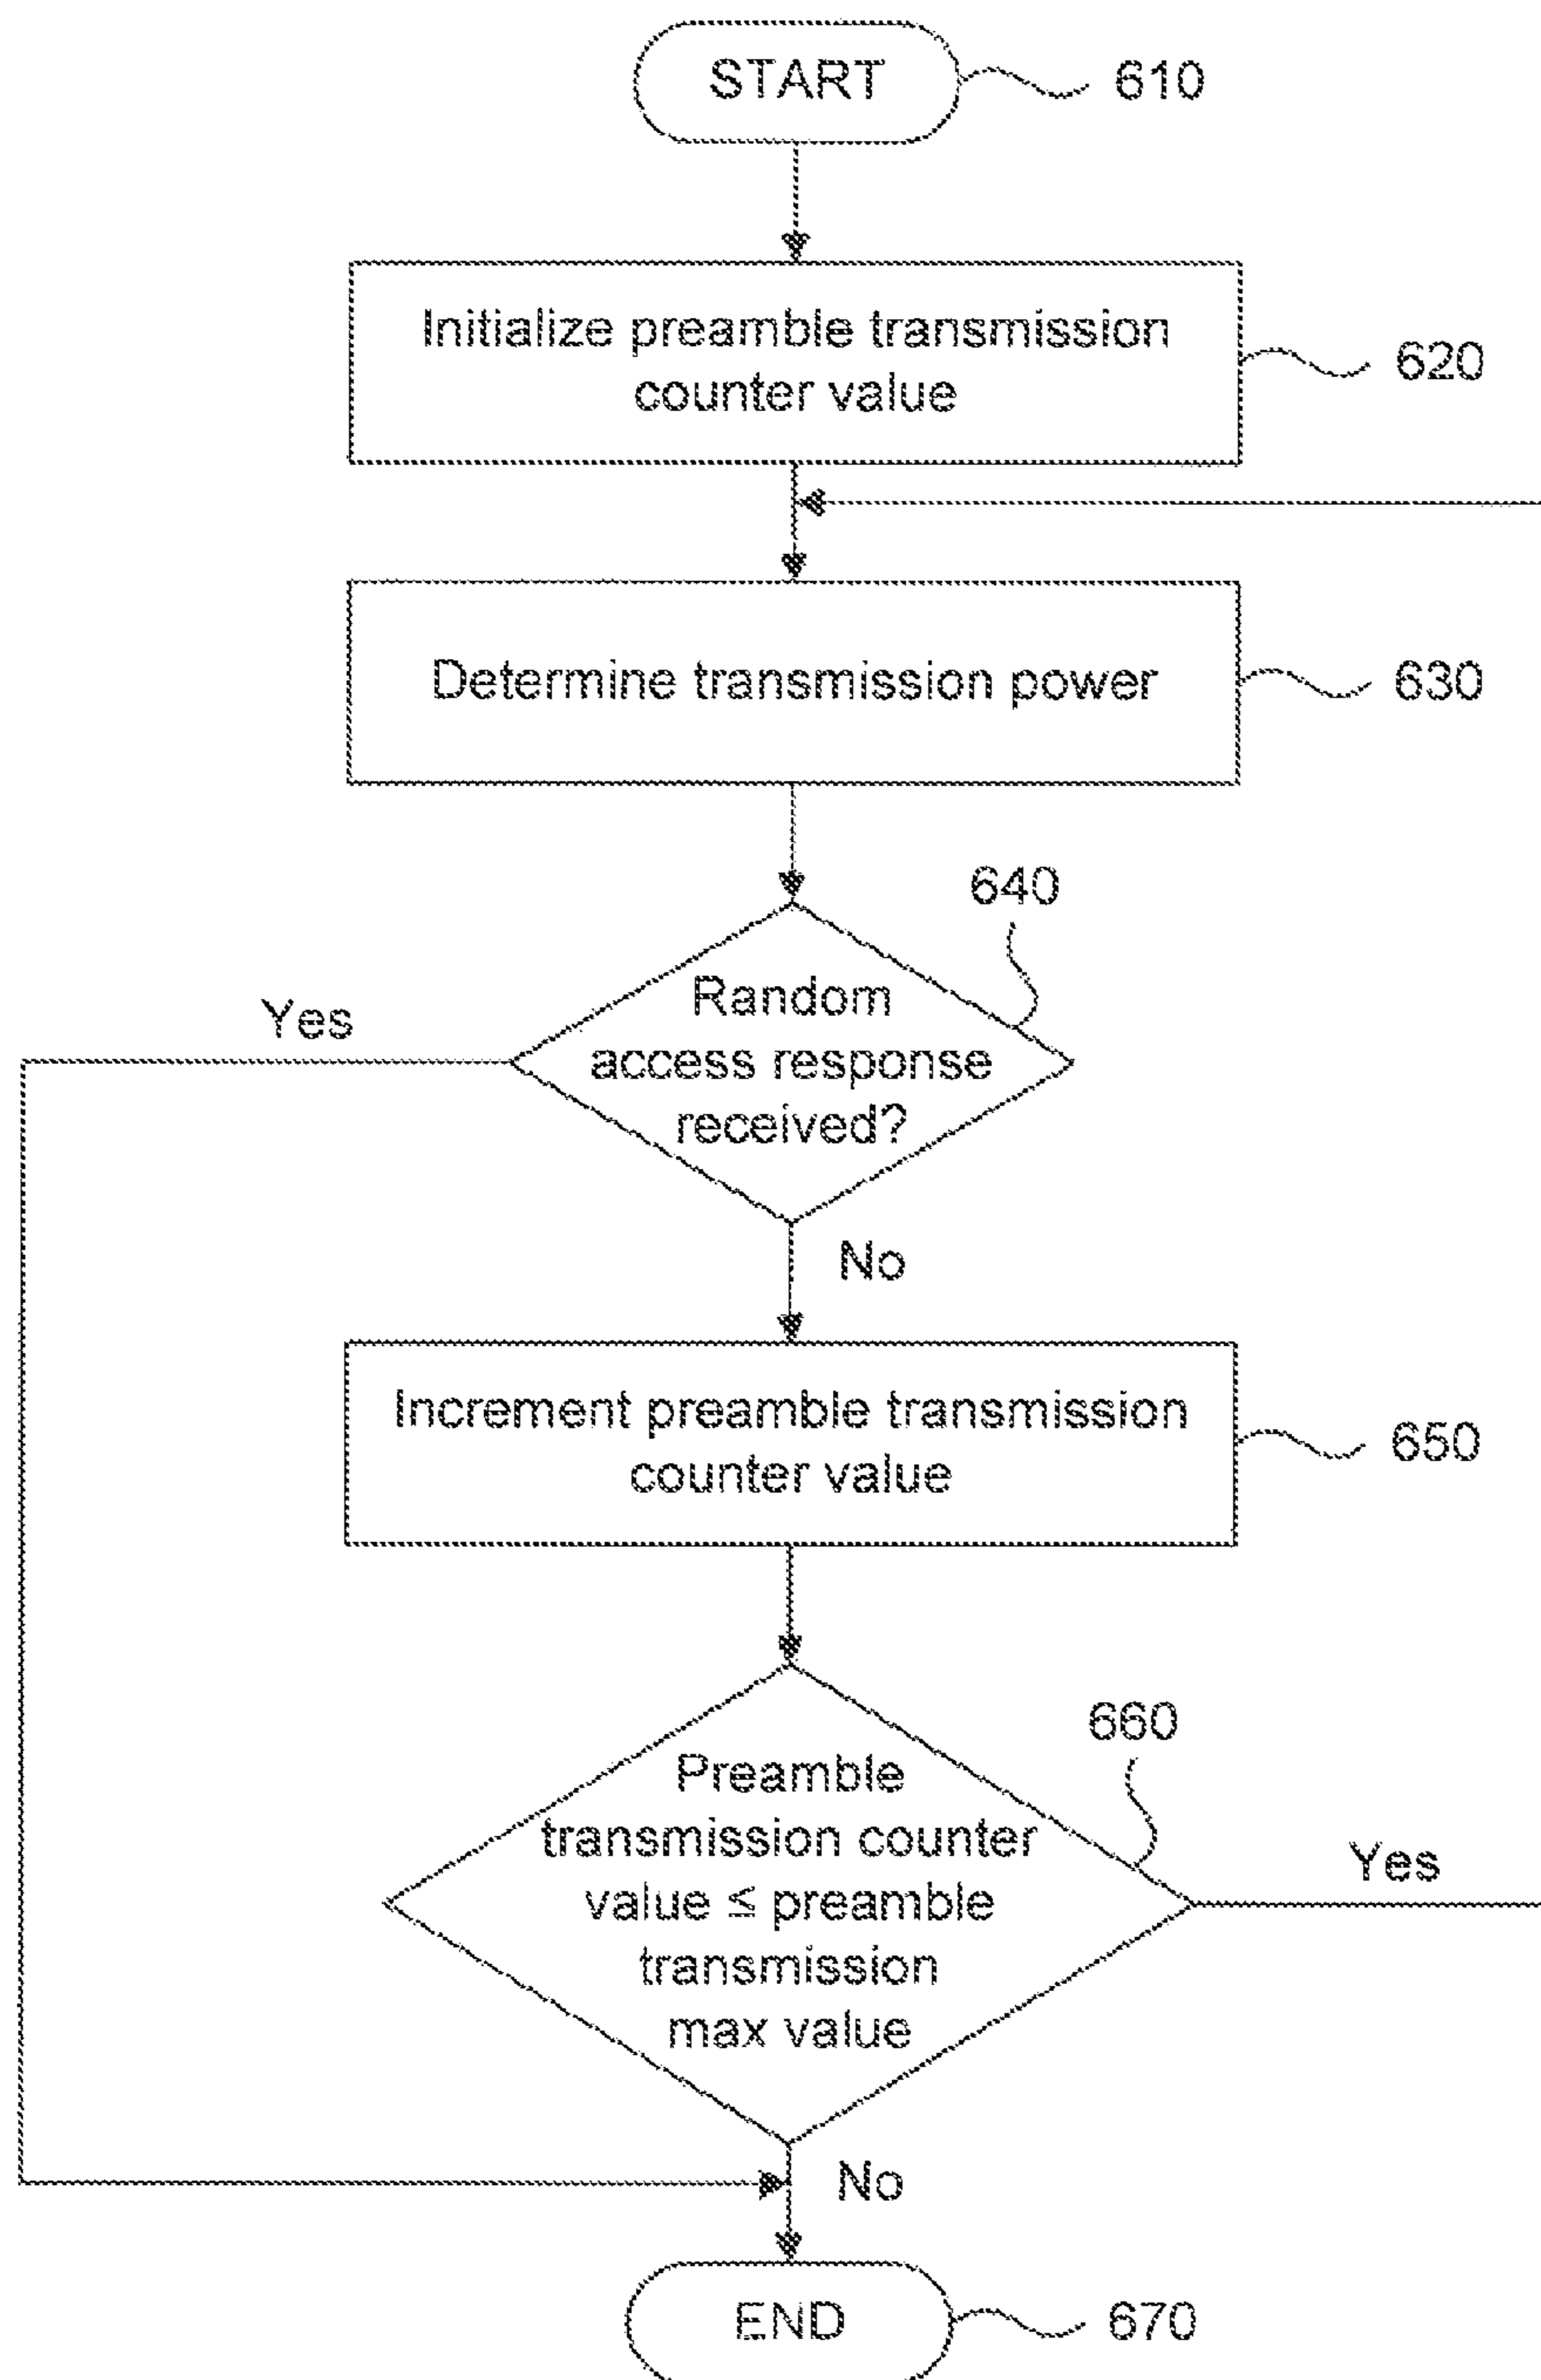 START
610
Initialize preamble transmission
counter value
620
Determine transmission power
630
640
Random
access response
received?
Yes
No
Increment preamble transmission
counter value
650
660
Preamble
transmission counter
value ≤ preamble
transmission
max value
Yes
No
END
670